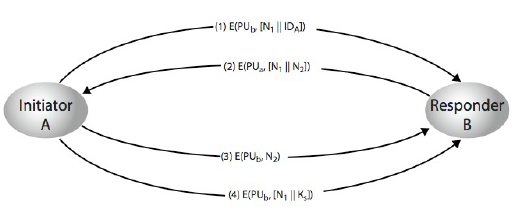 (1) E(PUb, [N1 || IDA])
(2) E(PUa, [N1 || N2])
Initiator
A
Responder
B
(3) E(PUb, N2)
(4) E(PUb, [N1 || Ks])